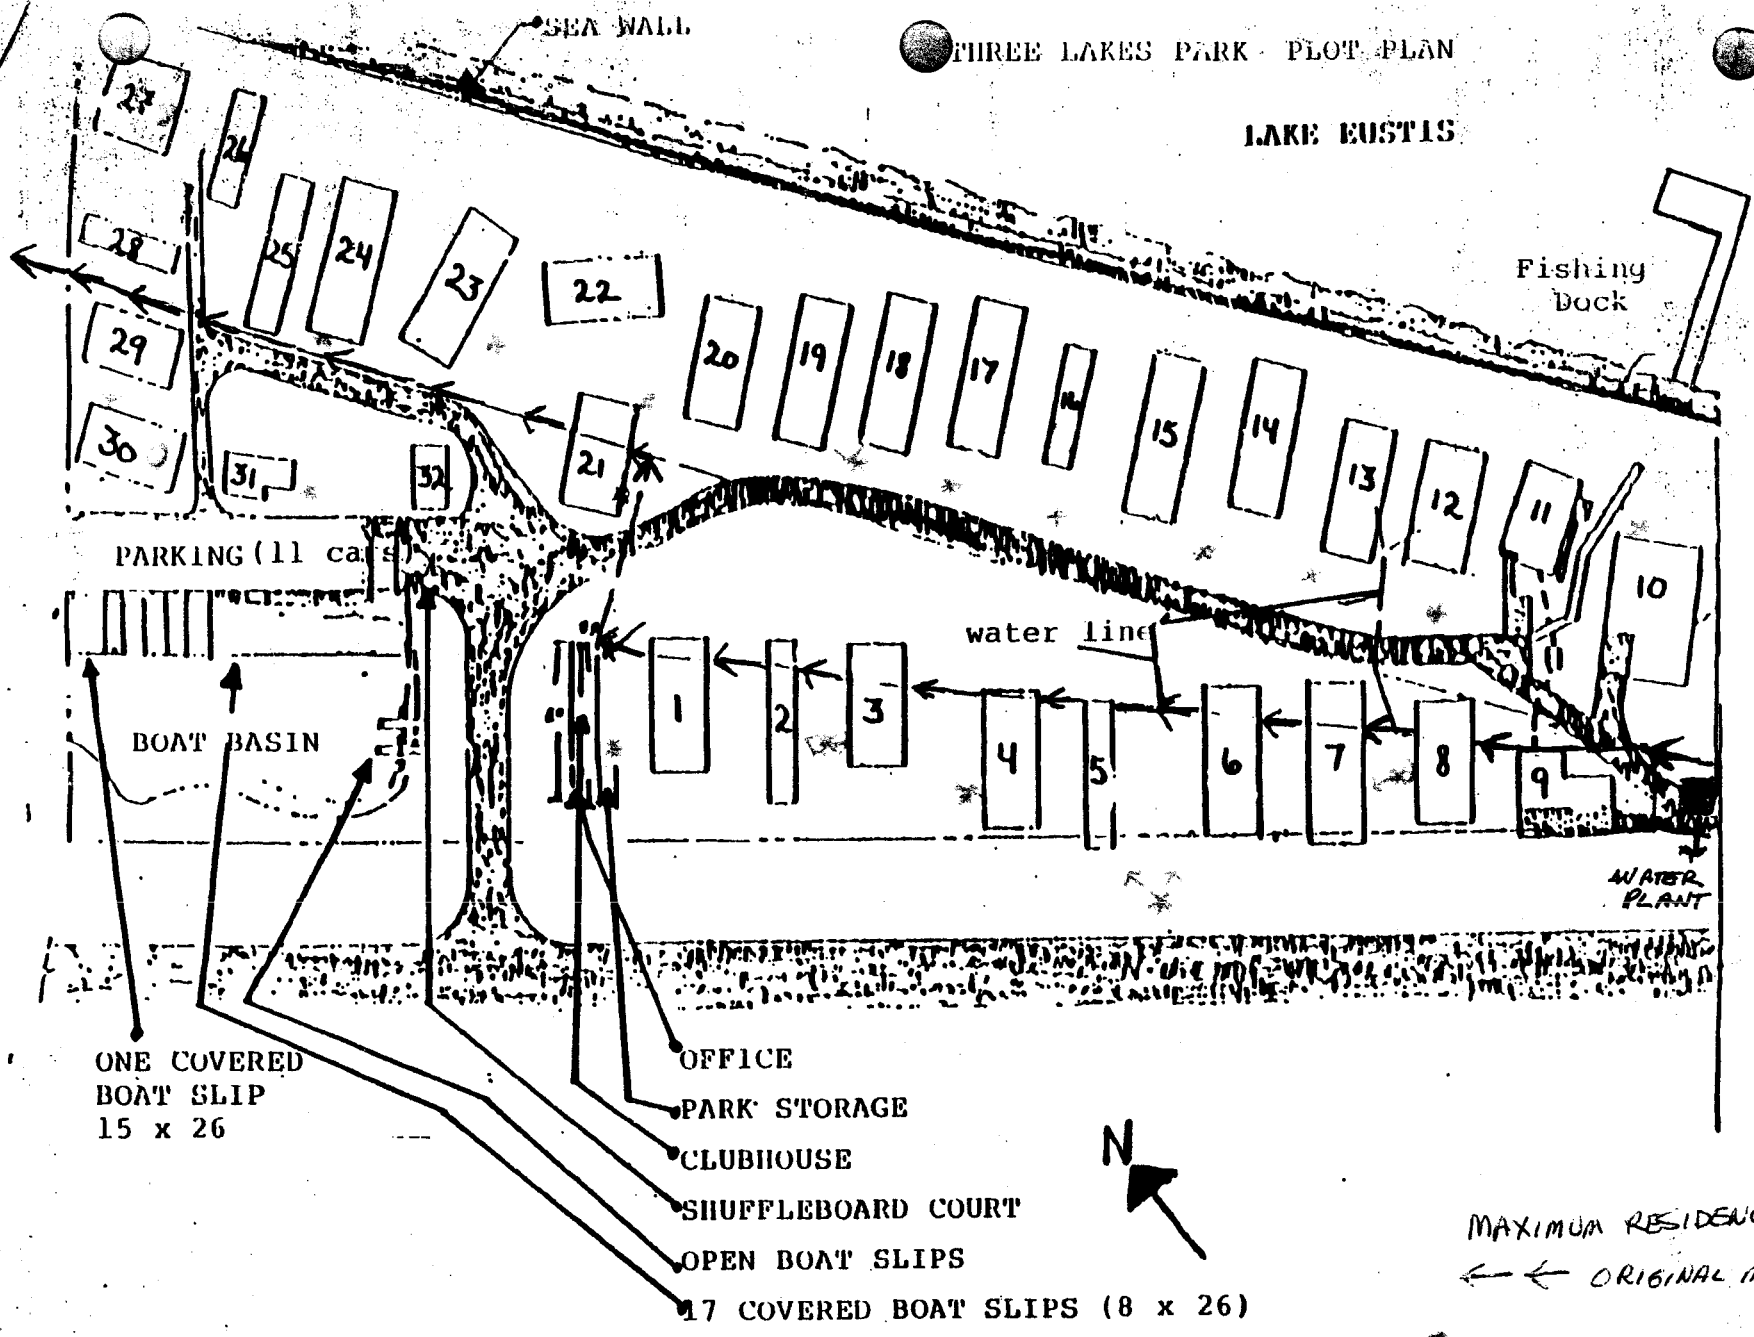 SEA WALL
THREE LAKES PARK PLOT PLAN
LAKE EUSTIS
Fishing
Dock
27
26
28
25
24
23
22
29
20
19
18
17
16
15
14
13
12
11
10
30
31
32
21
PARKING (11 cars)
water line
1
2
3
4
5
6
7
8
9
BOAT BASIN
WATER
PLANT
ONE COVERED
BOAT SLIP
15 x 26
OFFICE
PARK STORAGE
CLUBHOUSE
SHUFFLEBOARD COURT
OPEN BOAT SLIPS
17 COVERED BOAT SLIPS (8 x 26)
N
MAXIMUM
ORIGINAL